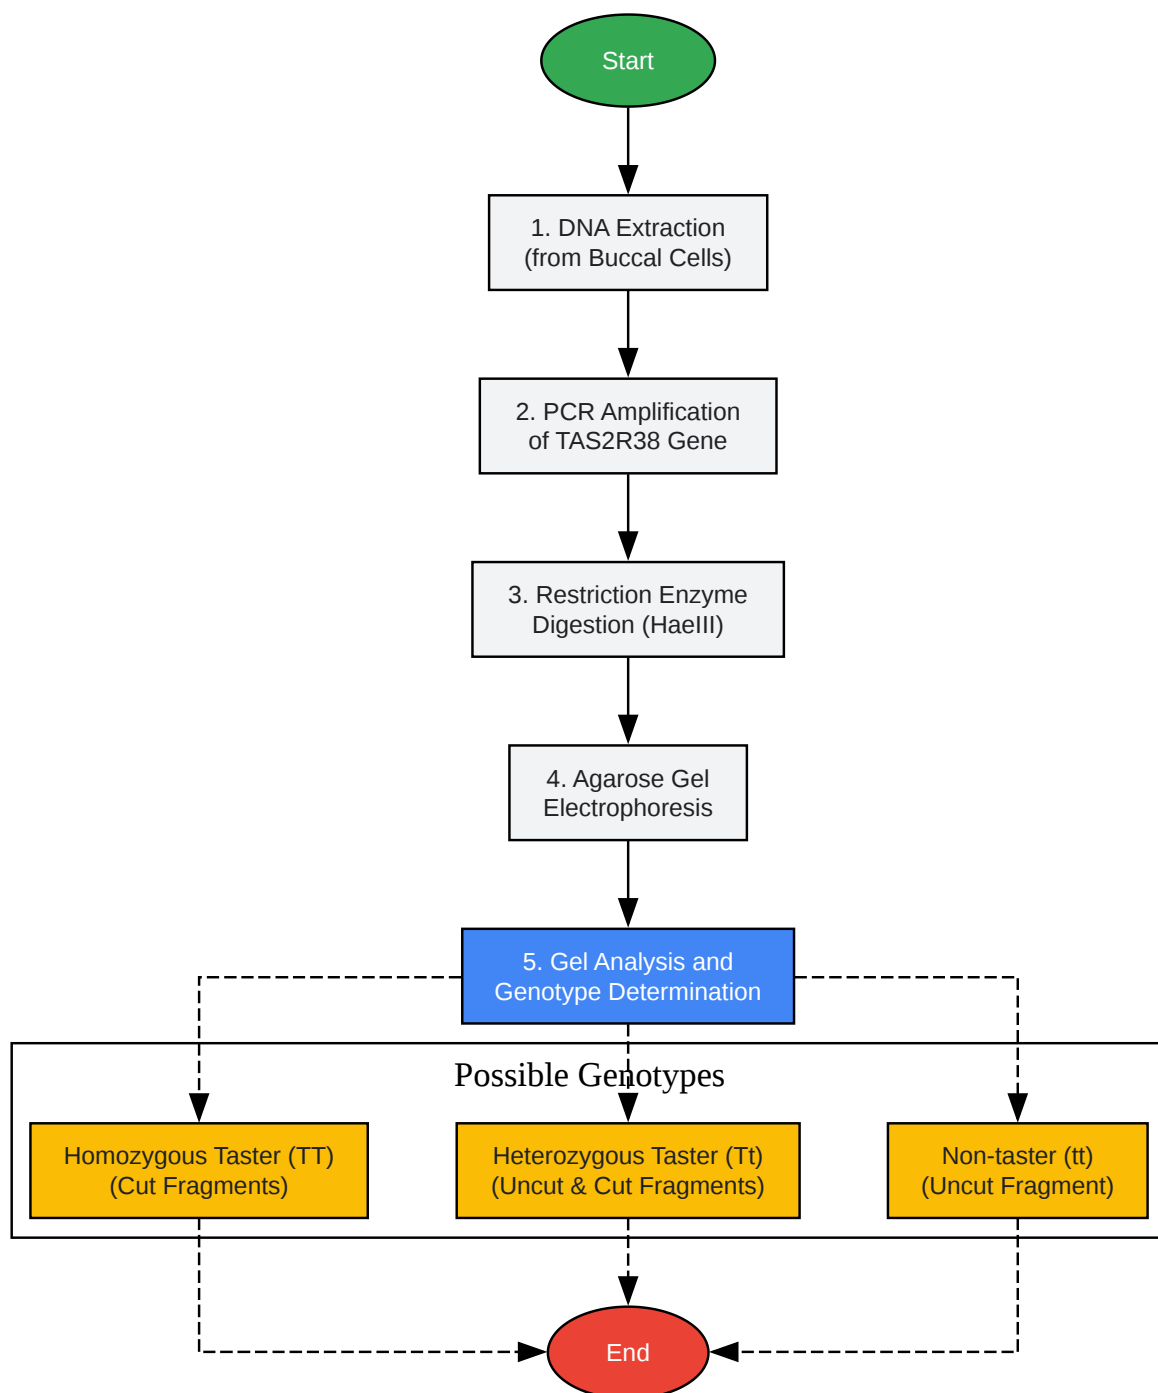 Start
1. DNA Extraction
(from Buccal Cells)
2. PCR Amplification
of TAS2R38 Gene
3. Restriction Enzyme
Digestion (HaeIII)
4. Agarose Gel
Electrophoresis
5. Gel Analysis and
Genotype Determination
Possible Genotypes
Homozygous Taster (TT)
(Cut Fragments)
Heterozygous Taster (Tt)
(Uncut & Cut Fragments)
Non-taster (tt)
(Uncut Fragment)
End